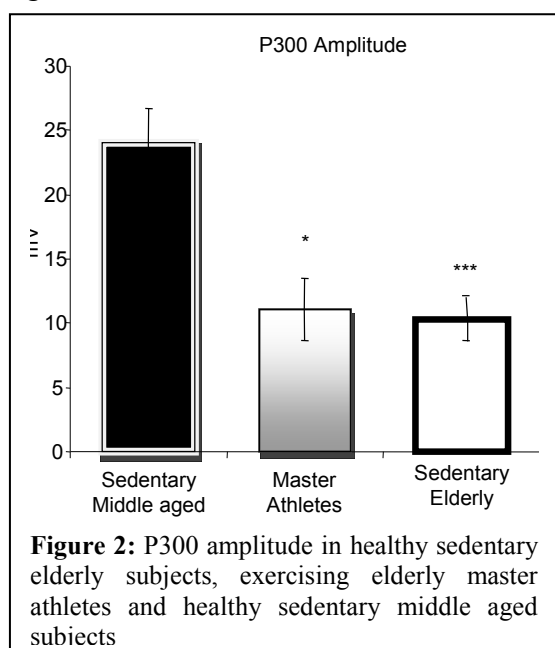 P300 Amplitude
30
25
20
15
10
5
0
*
***
Sedentary
Middle aged
Master
Athletes
Sedentary
Elderly
Figure 2: P300 amplitude in healthy sedentary
elderly subjects, exercising elderly master
athletes and healthy sedentary middle aged
subjects